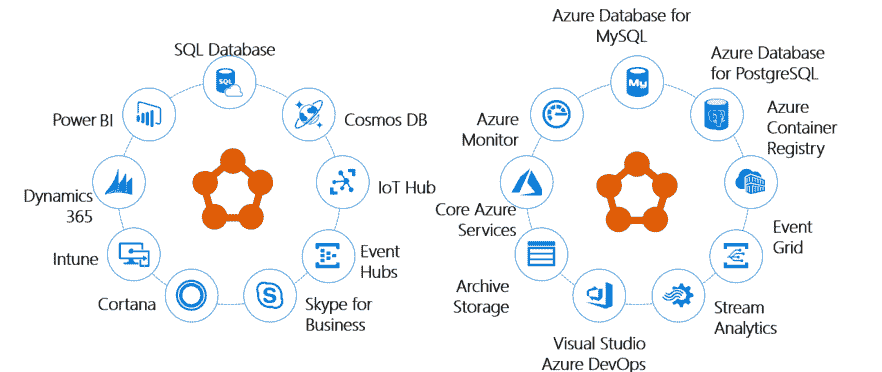 SQL Database
Cosmos DB
IoT Hub
Event
Hubs
Skype for
Business
Cortana
Intune
Dynamics
365
Power BI
SQL
Azure Database for
MySQL
Azure Database
for PostgreSQL
Azure
Container
Registry
Event
Grid
Stream
Analytics
Visual Studio
Azure DevOps
Archive
Storage
Core Azure
Services
Azure
Monitor
My